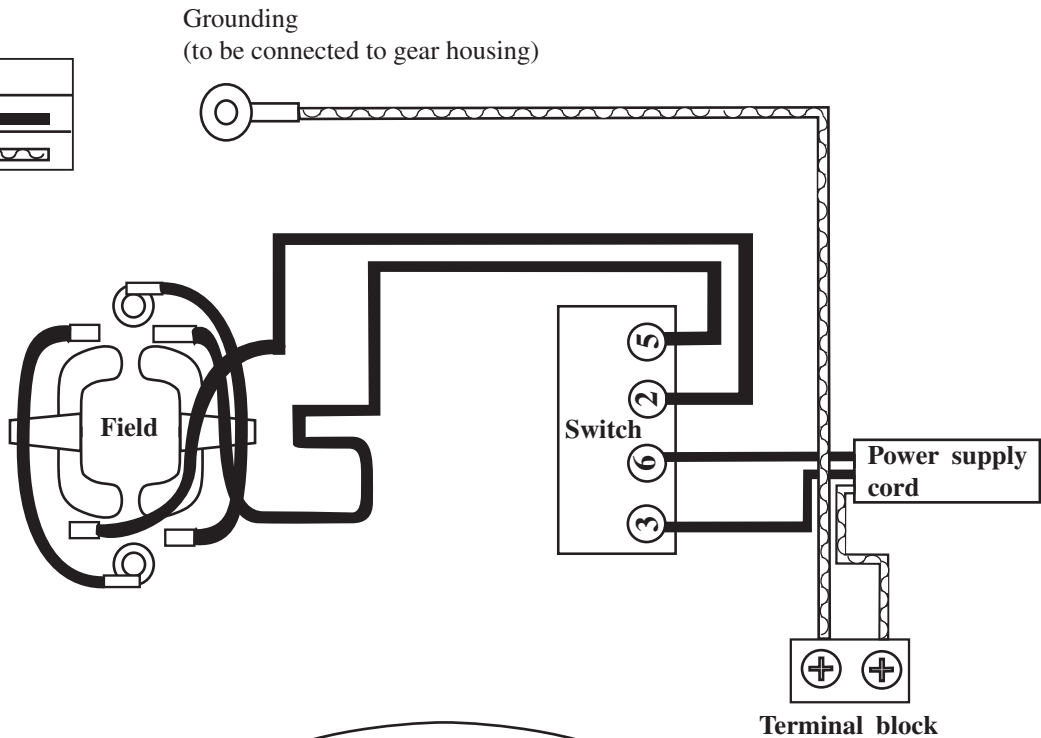 Grounding
(to be connected to gear housing)
Field
Switch
5
2
6
3
Power supply
cord
Terminal block